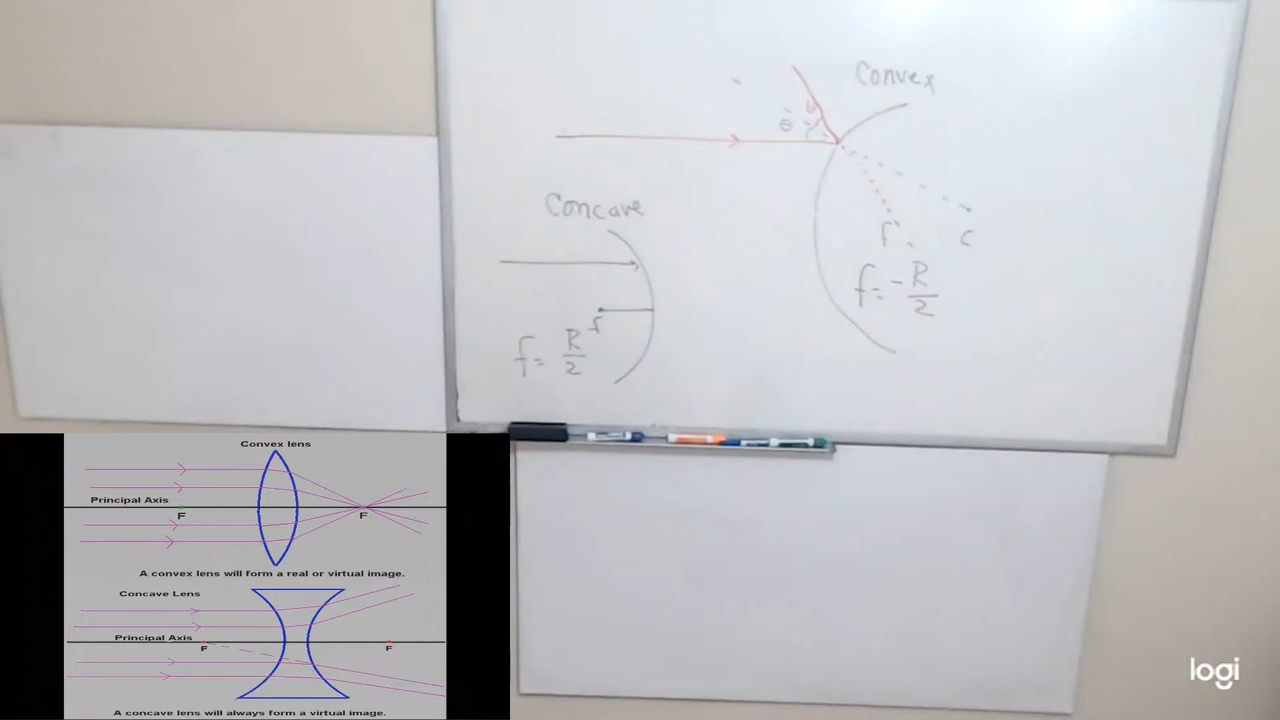 Convex
θ
Concave
f
C
f = -R/2
f
f = R/2
Convex lens
Principal Axis
F
F
A convex lens will form a real or virtual image.
Concave Lens
Principal Axis
F
F
A concave lens will always form a virtual image.
logi